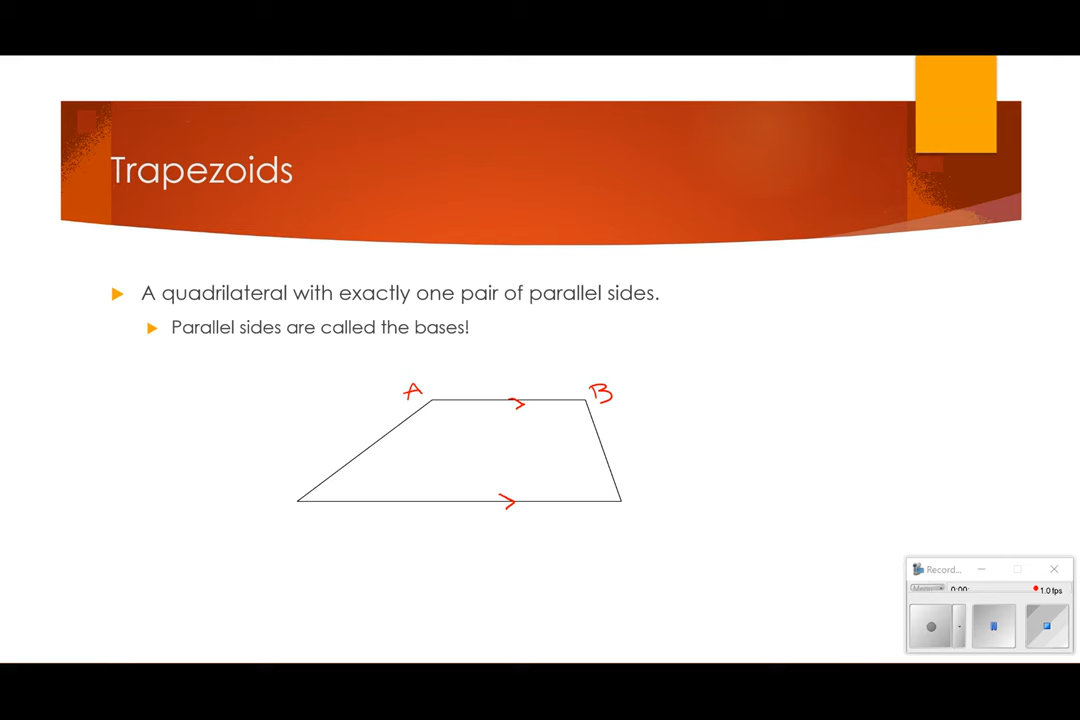 Trapezoids
A quadrilateral with exactly one pair of parallel sides.
Parallel sides are called the bases!
A B
Record...
0:00:
1.0 fps